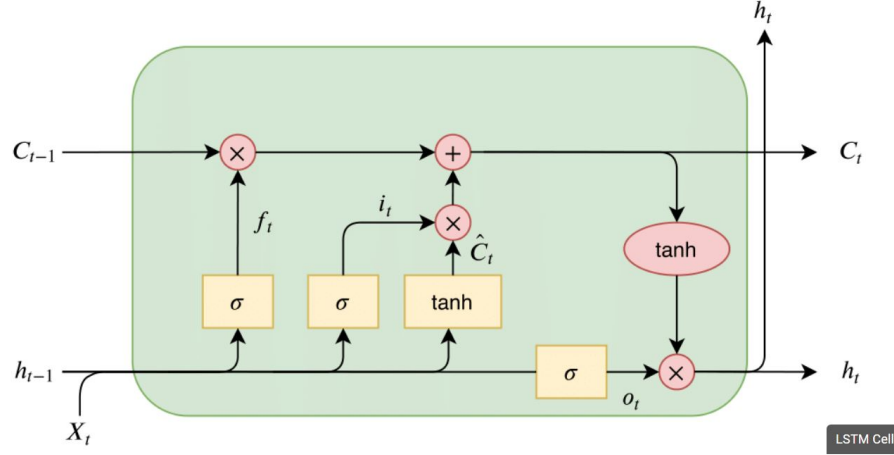 h_t
C_{t-1} × + C_t
f_t i_t × Ĉ_t tanh
σ σ tanh
h_{t-1} σ o_t × h_t
X_t
LSTM Cell